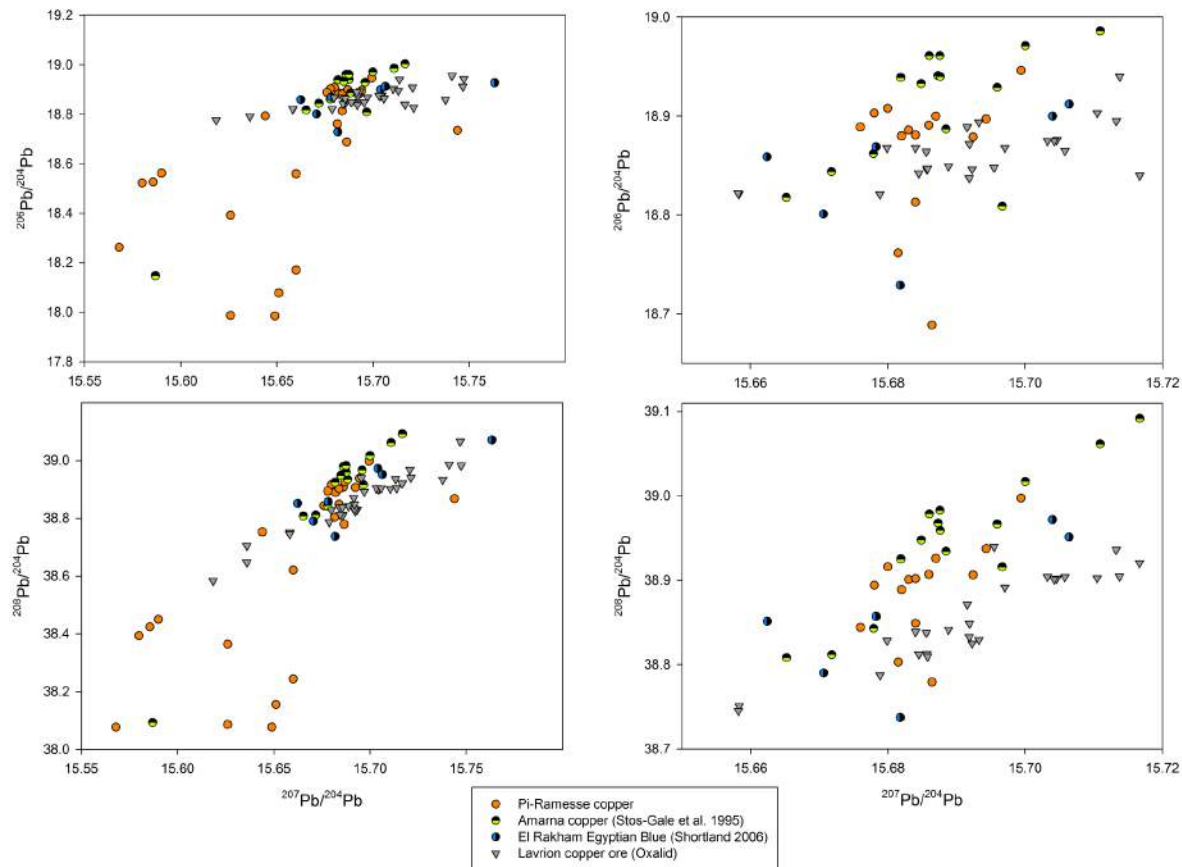 19.2
19.0
18.8
18.6
18.4
18.2
18.0
17.8
²⁰⁶Pb/²⁰⁴Pb
15.55 15.60 15.65 15.70 15.75
19.0
18.9
18.8
18.7
²⁰⁶Pb/²⁰⁴Pb
15.66 15.68 15.70 15.72
39.0
38.8
38.6
38.4
38.2
38.0
²⁰⁸Pb/²⁰⁴Pb
15.55 15.60 15.65 15.70 15.75
²⁰⁷Pb/²⁰⁴Pb
39.1
39.0
38.9
38.8
38.7
²⁰⁸Pb/²⁰⁴Pb
15.66 15.68 15.70 15.72
²⁰⁷Pb/²⁰⁴Pb
Pi-Ramesse copper
Amarna copper (Stos-Gale et al. 1995)
El Rakham Egyptian Blue (Shortland 2006)
Lavrion copper ore (Oxalid)